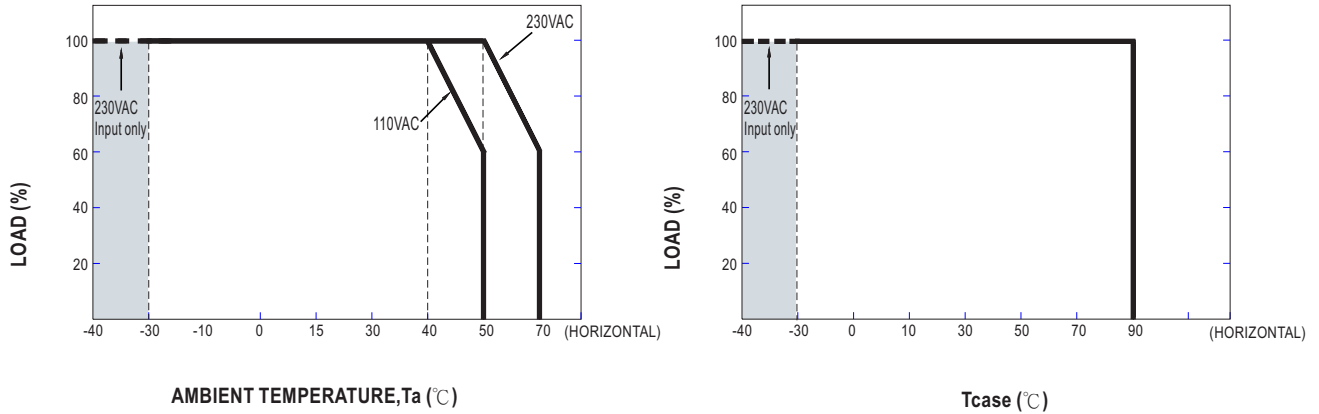 230VAC
100
230VAC
Input only
80
110VAC
60
40
20
LOAD (%)
-40 -30 -10 0 15 30 40 50 70 (HORIZONTAL)
AMBIENT TEMPERATURE,Ta (℃)
100
230VAC
Input only
80
60
40
20
LOAD (%)
-40 -30 0 10 30 50 70 90 (HORIZONTAL)
Tcase (℃)